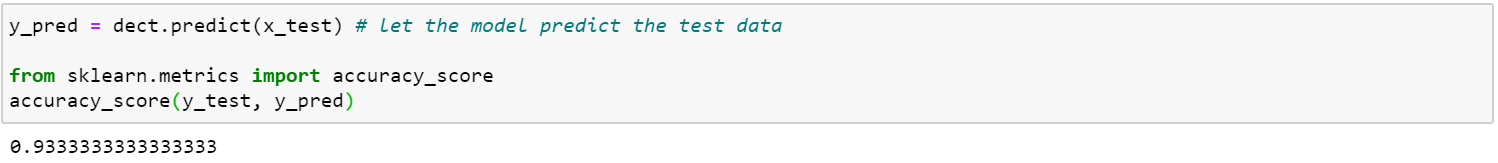 y_pred = dect.predict(x_test) # let the model predict the test data
from sklearn.metrics import accuracy_score
accuracy_score(y_test, y_pred)
0.9333333333333333